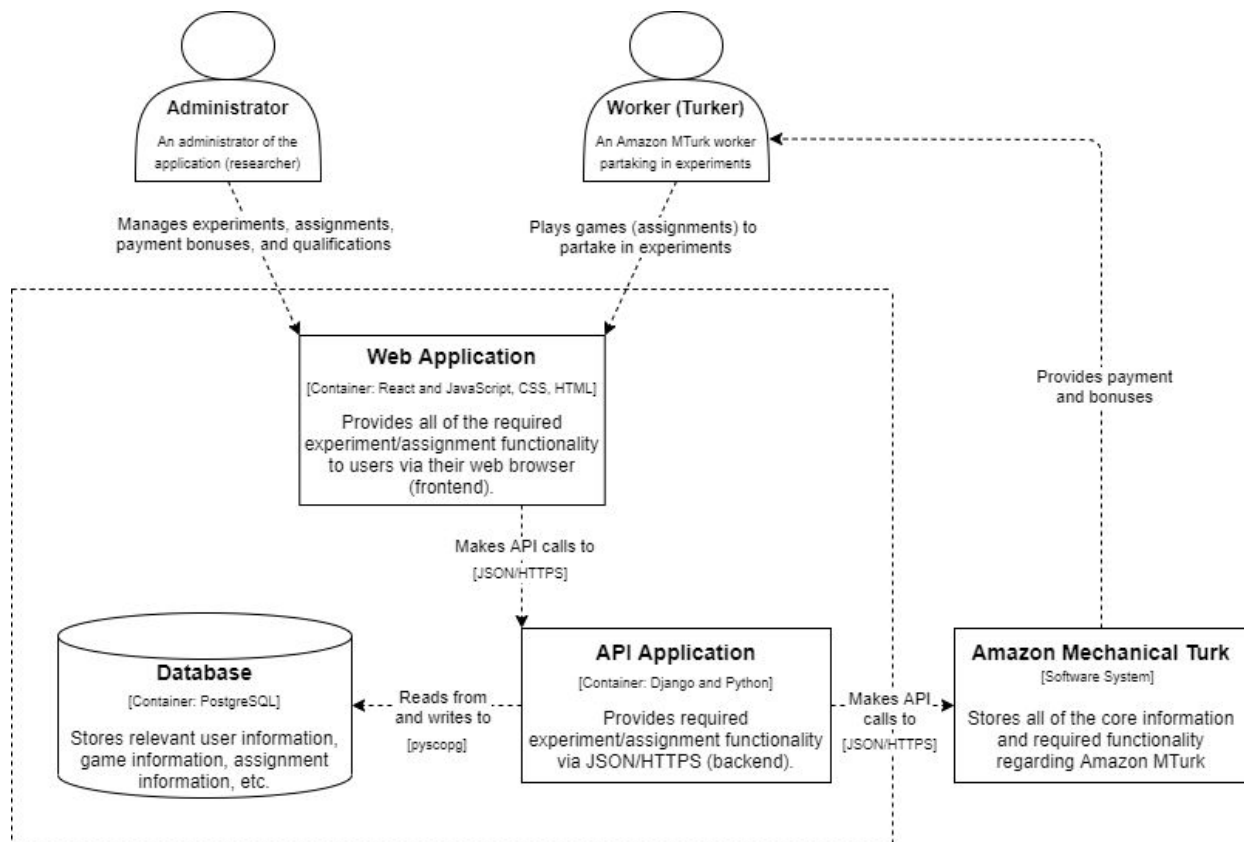 Administrator
An administrator of the
application (researcher)
Worker (Turker)
An Amazon MTurk worker
partaking in experiments
Manages experiments, assignments,
payment bonuses, and qualifications
Plays games (assignments) to
partake in experiments
Web Application
[Container: React and JavaScript, CSS, HTML]
Provides all of the required
experiment/assignment functionality
to users via their web browser
(frontend).
Provides payment
and bonuses
Makes API calls to
[JSON/HTTPS]
Database
[Container: PostgreSQL]
Stores relevant user information,
game information, assignment
information, etc.
Reads from
and writes to
[pyscopg]
API Application
[Container: Django and Python]
Provides required
experiment/assignment functionality
via JSON/HTTPS (backend).
Makes API
calls to
[JSON/HTTPS]
Amazon Mechanical Turk
[Software System]
Stores all of the core information
and required functionality
regarding Amazon MTurk